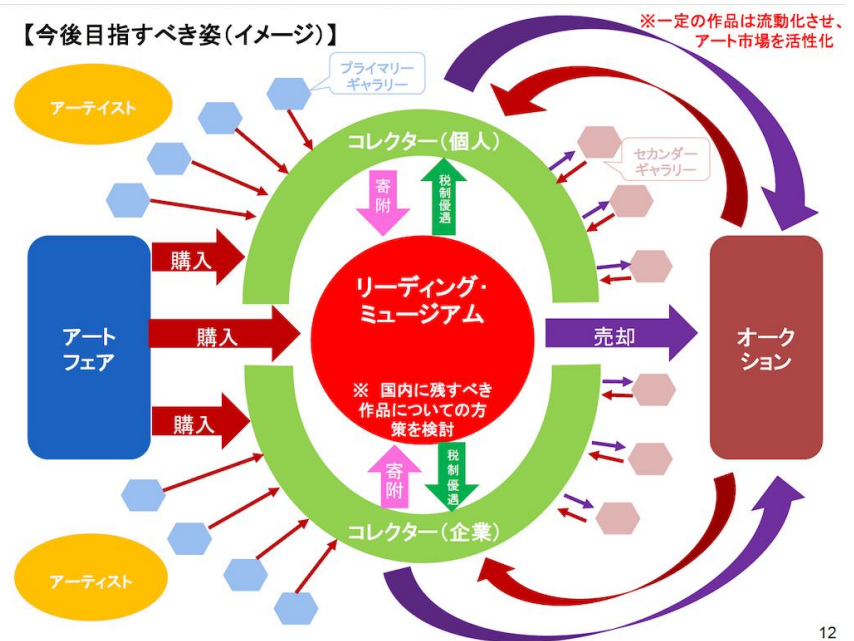 【今後目指すべき姿(イメージ)】
※一定の作品は流動化させ、
アート市場を活性化
アーテイスト
プライマリー
ギャラリー
コレクター(個人)
セカンダー
ギャラリー
寄附
税制優遇
購入
アート
フェア
購入
リーディング・
ミュージアム
売却
オーク
ション
※ 国内に残すべき
作品についての方
策を検討
購入
寄附
税制優遇
コレクター(企業)
アーティスト
12